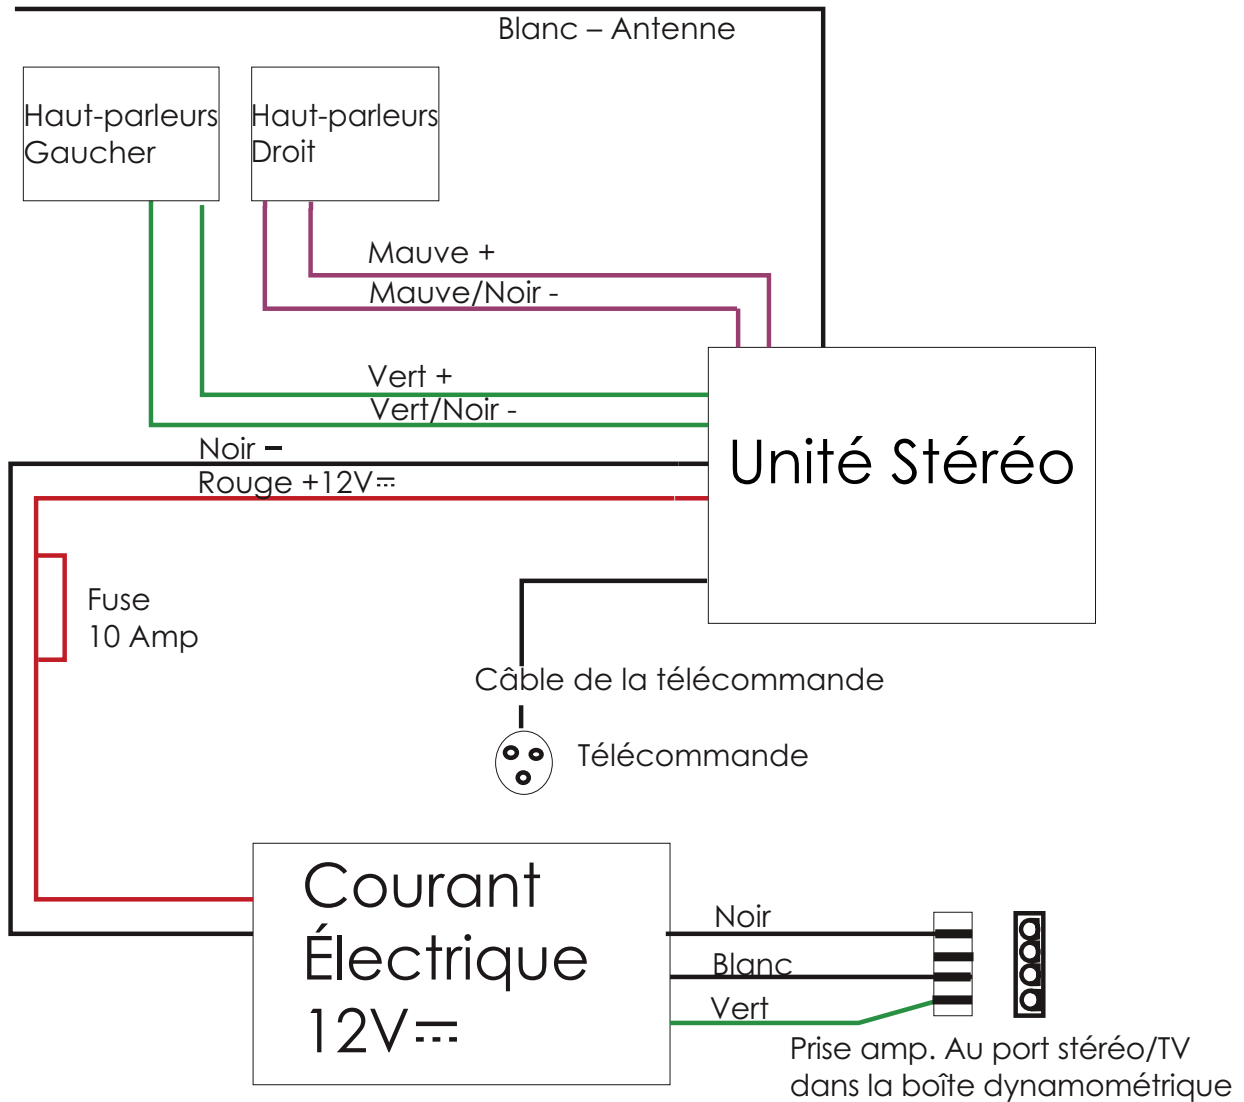 Blanc – Antenne
Haut-parleurs
Gaucher
Haut-parleurs
Droit
Mauve +
Mauve/Noir -
Vert +
Vert/Noir -
Noir –
Rouge +12V⎓
Unité Stéréo
Fuse
10 Amp
Câble de la télécommande
Télécommande
Courant
Électrique
12V⎓
Noir
Blanc
Vert
Prise amp. Au port stéréo/TV
dans la boîte dynamométrique